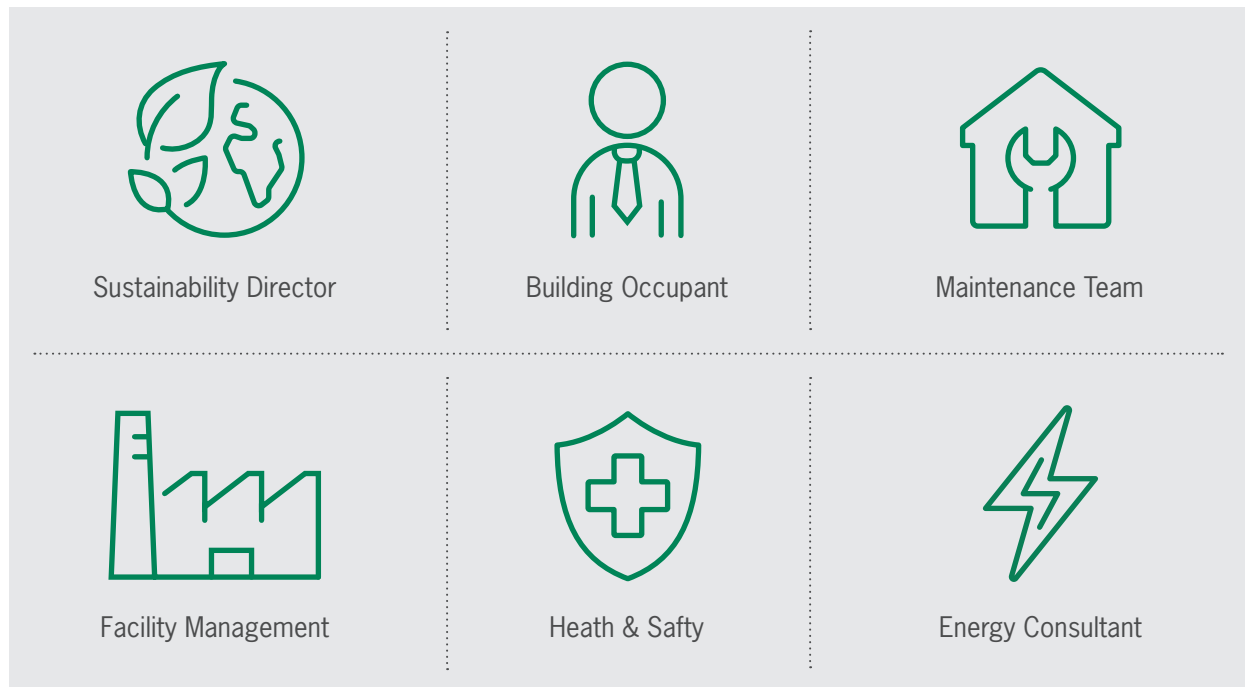 Sustainability Director
Building Occupant
Maintenance Team
Facility Management
Heath & Safty
Energy Consultant